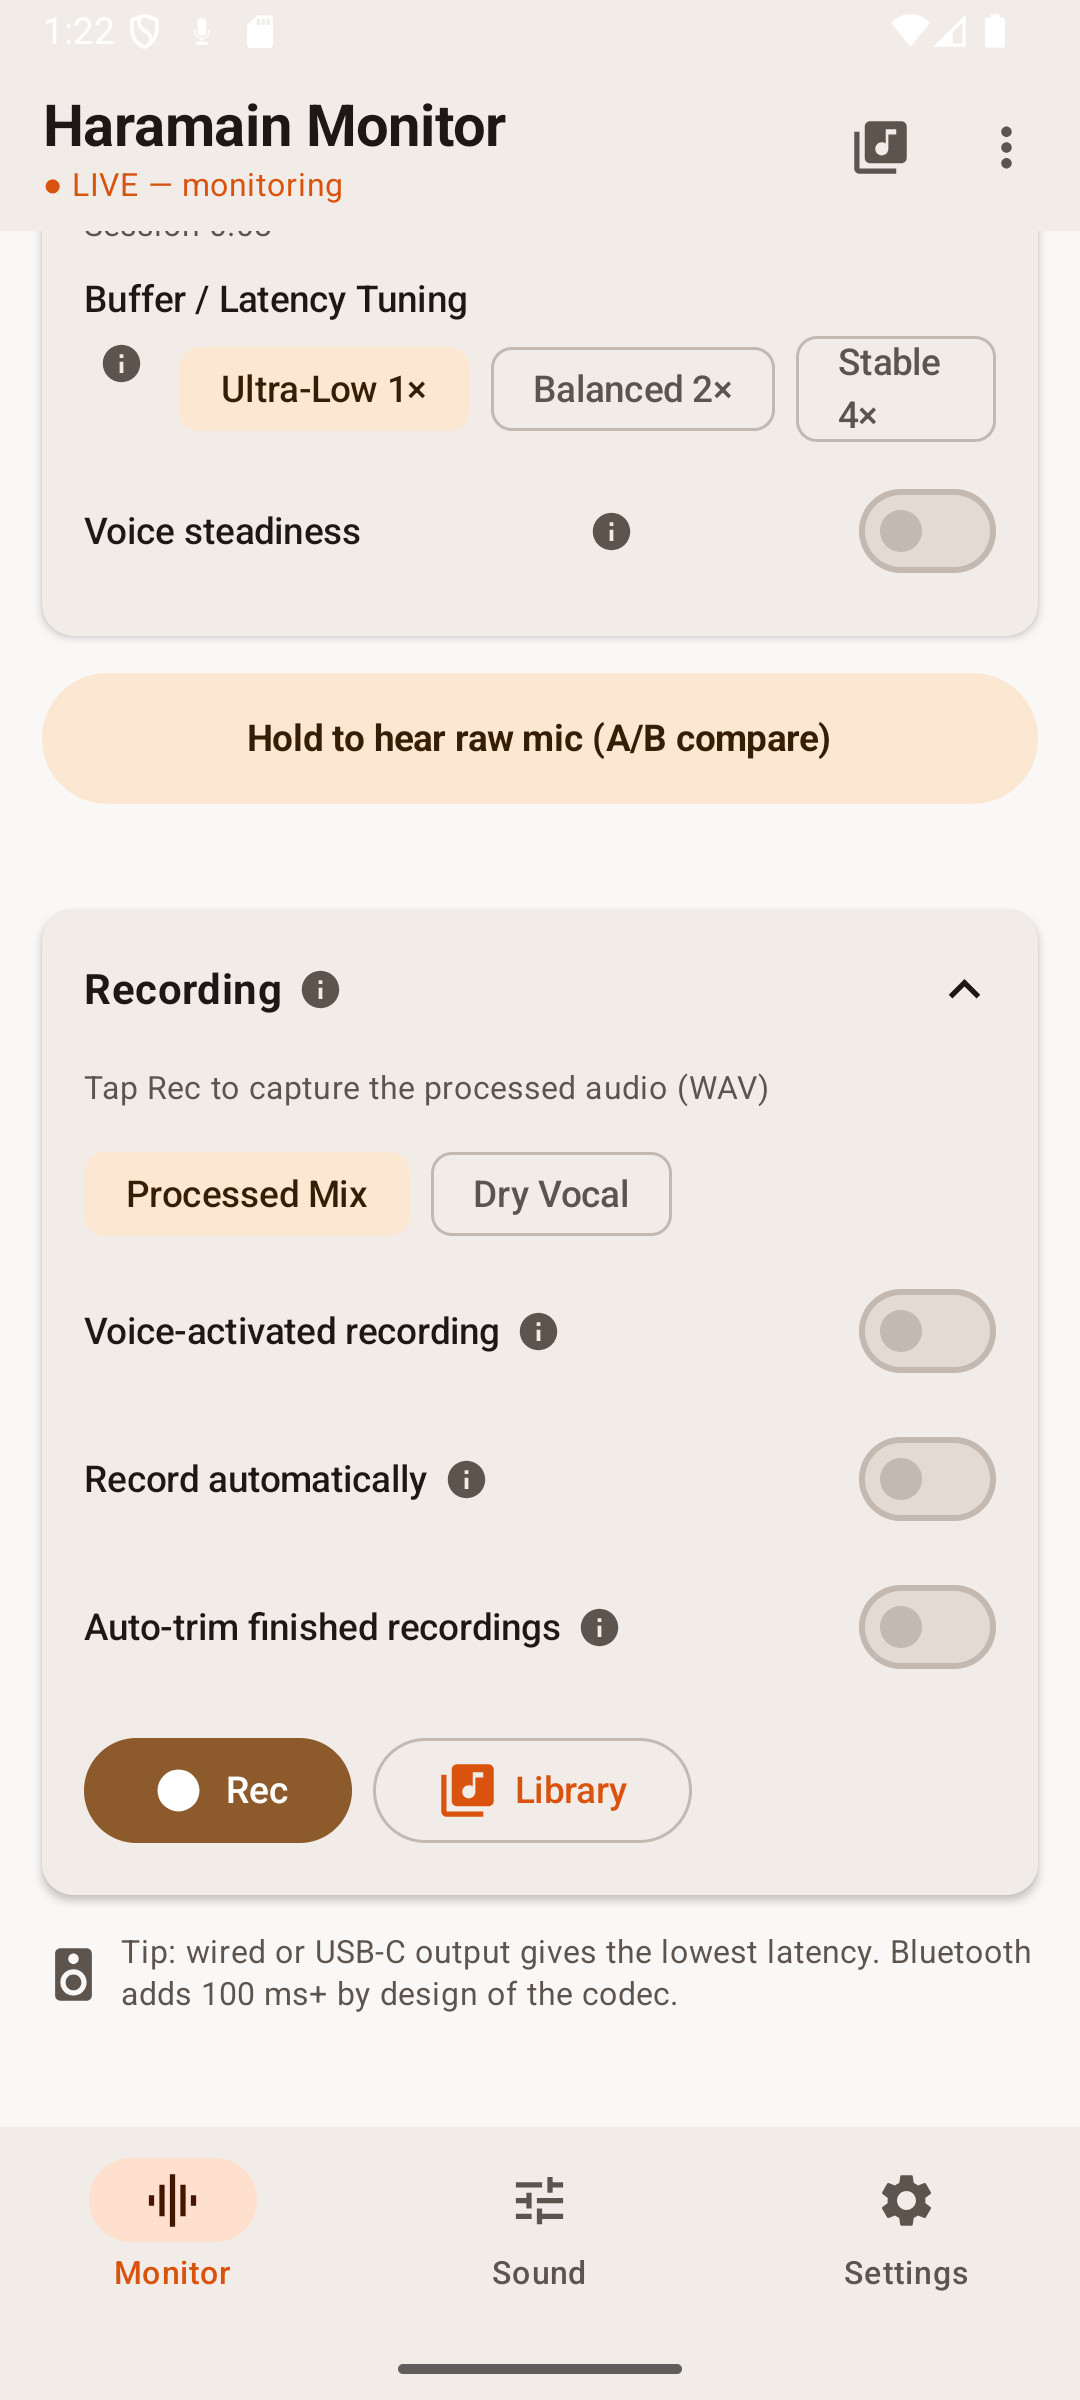 1:22
Haramain Monitor
● LIVE — monitoring
Buffer / Latency Tuning
Ultra-Low 1×
Balanced 2×
Stable
4×
Voice steadiness
Hold to hear raw mic (A/B compare)
Recording
Tap Rec to capture the processed audio (WAV)
Processed Mix
Dry Vocal
Voice-activated recording
Record automatically
Auto-trim finished recordings
Rec
Library
Tip: wired or USB-C output gives the lowest latency. Bluetooth
adds 100 ms+ by design of the codec.
Monitor
Sound
Settings